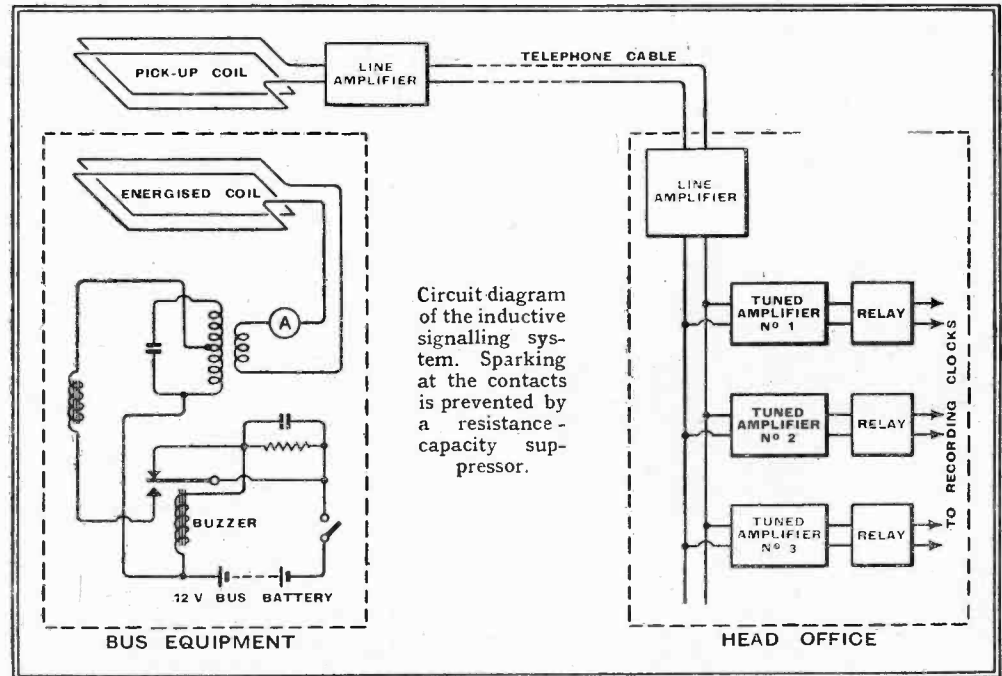 PICK-UP COIL
LINE
AMPLIFIER
TELEPHONE CABLE
ENERGISED COIL
A
BUZZER
12 V BUS BATTERY
BUS EQUIPMENT
Circuit diagram
of the inductive
signalling sys-
tem. Sparking
at the contacts
is prevented by
a resistance-
capacity sup-
pressor.
LINE
AMPLIFIER
TUNED
AMPLIFIER
Nº 1
RELAY
TUNED
AMPLIFIER
Nº 2
RELAY
TUNED
AMPLIFIER
Nº 3
RELAY
TO RECORDING CLOCKS
HEAD OFFICE